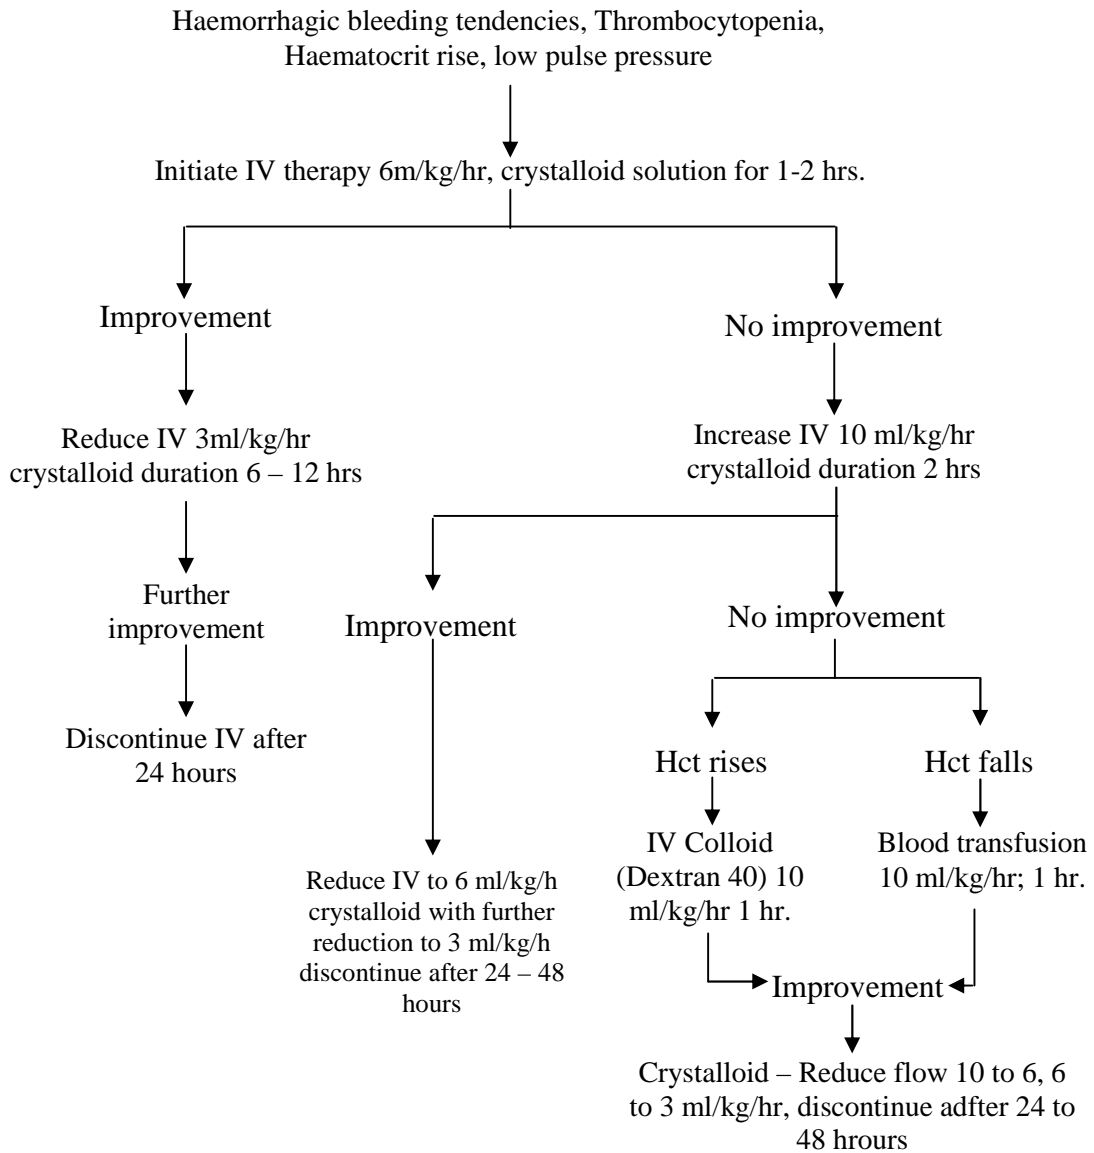 Haemorrhagic bleeding tendencies, Thrombocytopenia,
Haematocrit rise, low pulse pressure
Initiate IV therapy 6m/kg/hr, crystalloid solution for 1-2 hrs.
Improvement
No improvement
Reduce IV 3ml/kg/hr
crystalloid duration 6 – 12 hrs
Increase IV 10 ml/kg/hr
crystalloid duration 2 hrs
Further
improvement
Improvement
No improvement
Discontinue IV after
24 hours
Hct rises
Hct falls
IV Colloid
(Dextran 40) 10
ml/kg/hr 1 hr.
Blood transfusion
10 ml/kg/hr; 1 hr.
Reduce IV to 6 ml/kg/h
crystalloid with further
reduction to 3 ml/kg/h
discontinue after 24 – 48
hours
Improvement
Crystalloid – Reduce flow 10 to 6, 6
to 3 ml/kg/hr, discontinue adfter 24 to
48 hrours